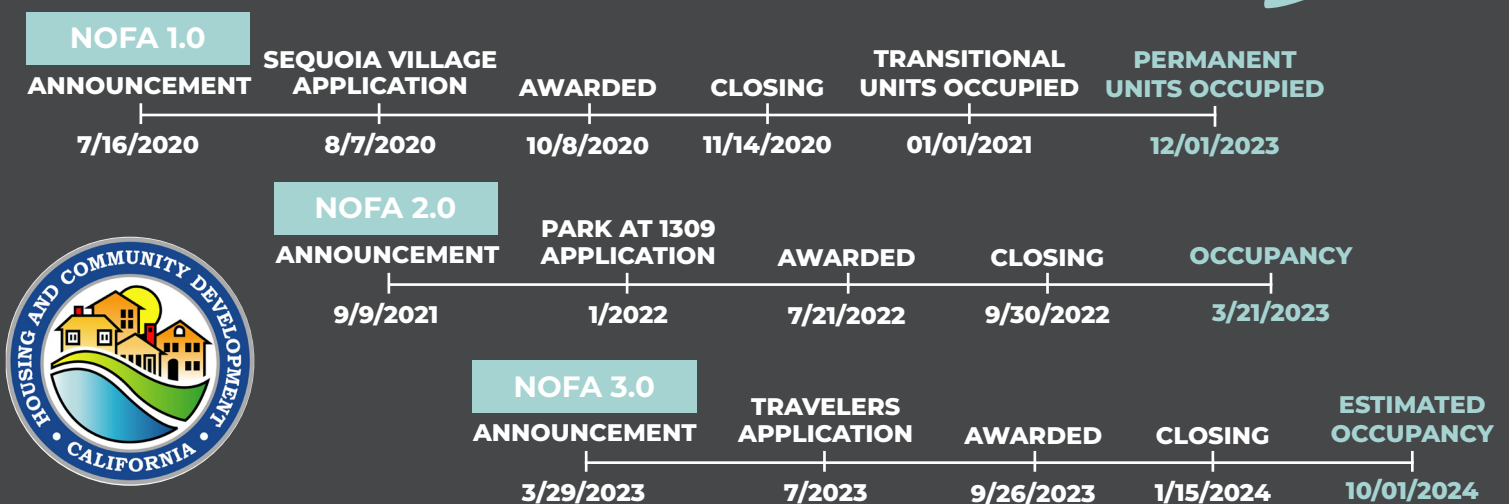 NOFA 1.0
ANNOUNCEMENT
7/16/2020
SEQUOIA VILLAGE
APPLICATION
8/7/2020
AWARDED
10/8/2020
CLOSING
11/14/2020
TRANSITIONAL
UNITS OCCUPIED
01/01/2021
PERMANENT
UNITS OCCUPIED
12/01/2023
NOFA 2.0
ANNOUNCEMENT
9/9/2021
PARK AT 1309
APPLICATION
1/2022
AWARDED
7/21/2022
CLOSING
9/30/2022
OCCUPANCY
3/21/2023
HOUSING AND COMMUNITY DEVELOPMENT
• CALIFORNIA •
NOFA 3.0
ANNOUNCEMENT
3/29/2023
TRAVELERS
APPLICATION
7/2023
AWARDED
9/26/2023
CLOSING
1/15/2024
ESTIMATED
OCCUPANCY
10/01/2024